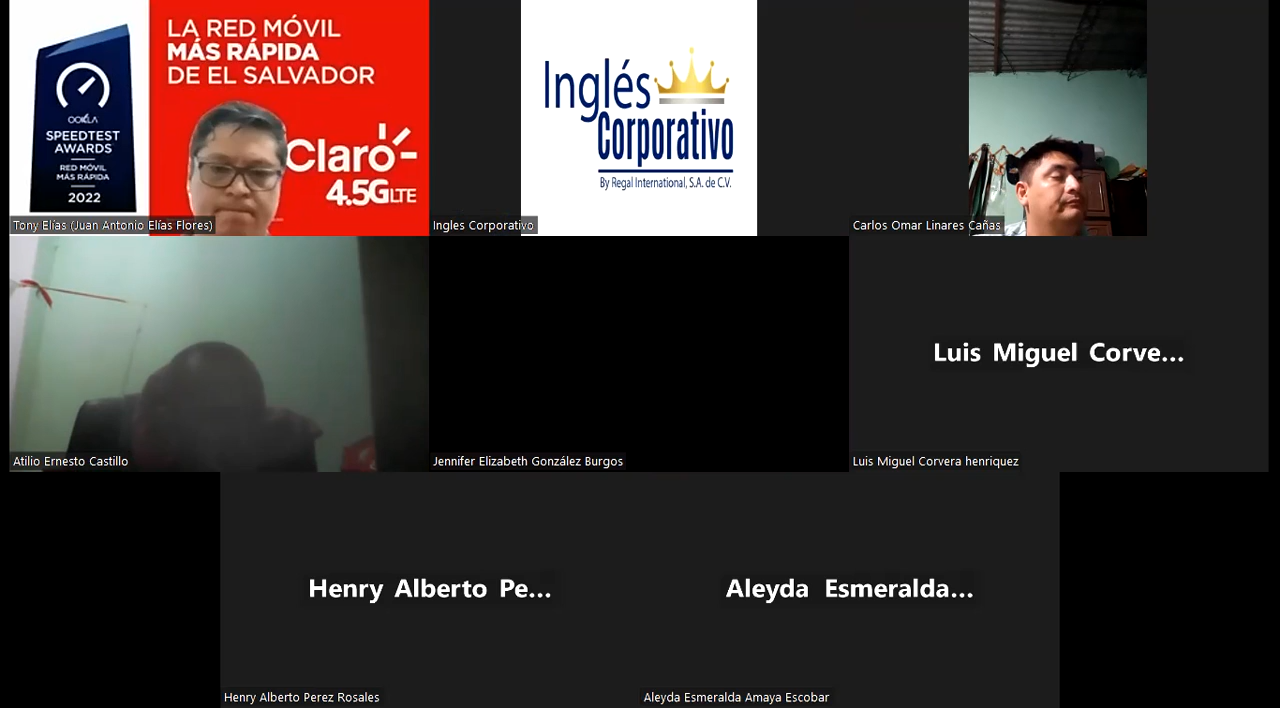 LA RED MÓVIL
MÁS RÁPIDA
DE EL SALVADOR
OOKLA
SPEEDTEST
AWARDS
RED MÓVIL
MÁS RÁPIDA
2022
Claro
4.5G LTE
Tony Elías (Juan Antonio Elías Flores)
Inglés
Corporativo
By Regal International, S.A. de C.V.
Ingles Corporativo
Carlos Omar Linares Cañas
Atilio Ernesto Castillo
Jennifer Elizabeth González Burgos
Luis Miguel Corve...
Luis Miguel Corvera henriquez
Henry Alberto Pe...
Henry Alberto Perez Rosales
Aleyda Esmeralda...
Aleyda Esmeralda Amaya Escobar